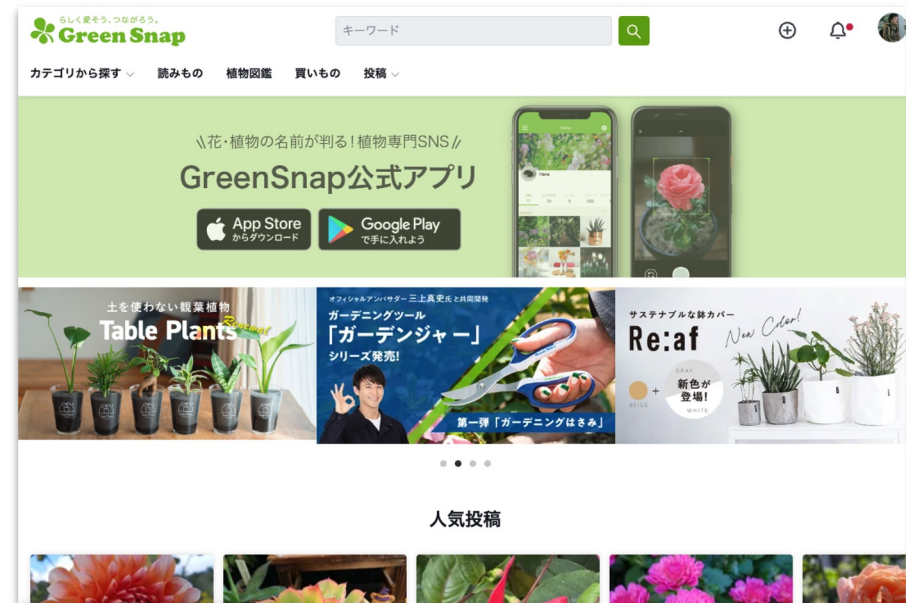 らしく愛そう、つながろう。
Green Snap
キーワード
カテゴリから探す
読みもの
植物図鑑
買いもの
投稿
\\花・植物の名前が判る!植物専門SNS//
GreenSnap公式アプリ
App Store
からダウンロード
Google Play
で手に入れよう
土を使わない観葉植物
Table Plants
Renewal
オフィシャルアンバサダー 三上真史氏と共同開発
ガーデニングツール
「ガーデンジャー」
シリーズ発売!
第一弾「ガーデニングはさみ」
サステナブルな鉢カバー
Re:af
New Color!
BEIGE
+
GRAY
新色が
登場!
WHITE
人気投稿